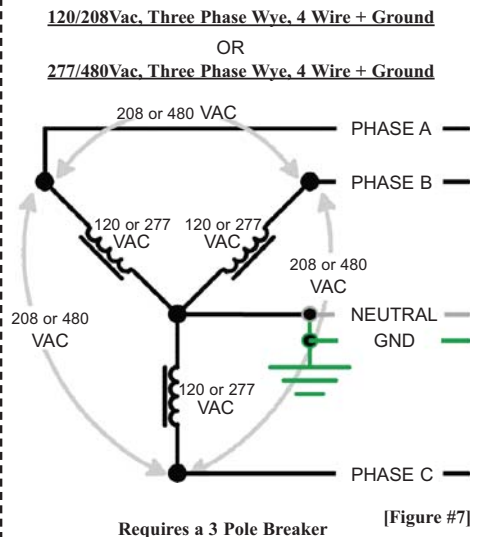 120/208Vac, Three Phase Wye, 4 Wire + Ground
OR
277/480Vac, Three Phase Wye, 4 Wire + Ground
208 or 480 VAC
PHASE A
PHASE B
120 or 277
VAC
120 or 277
VAC
208 or 480
VAC
208 or 480
VAC
NEUTRAL
GND
120 or 277
VAC
PHASE C
Requires a 3 Pole Breaker
[Figure #7]